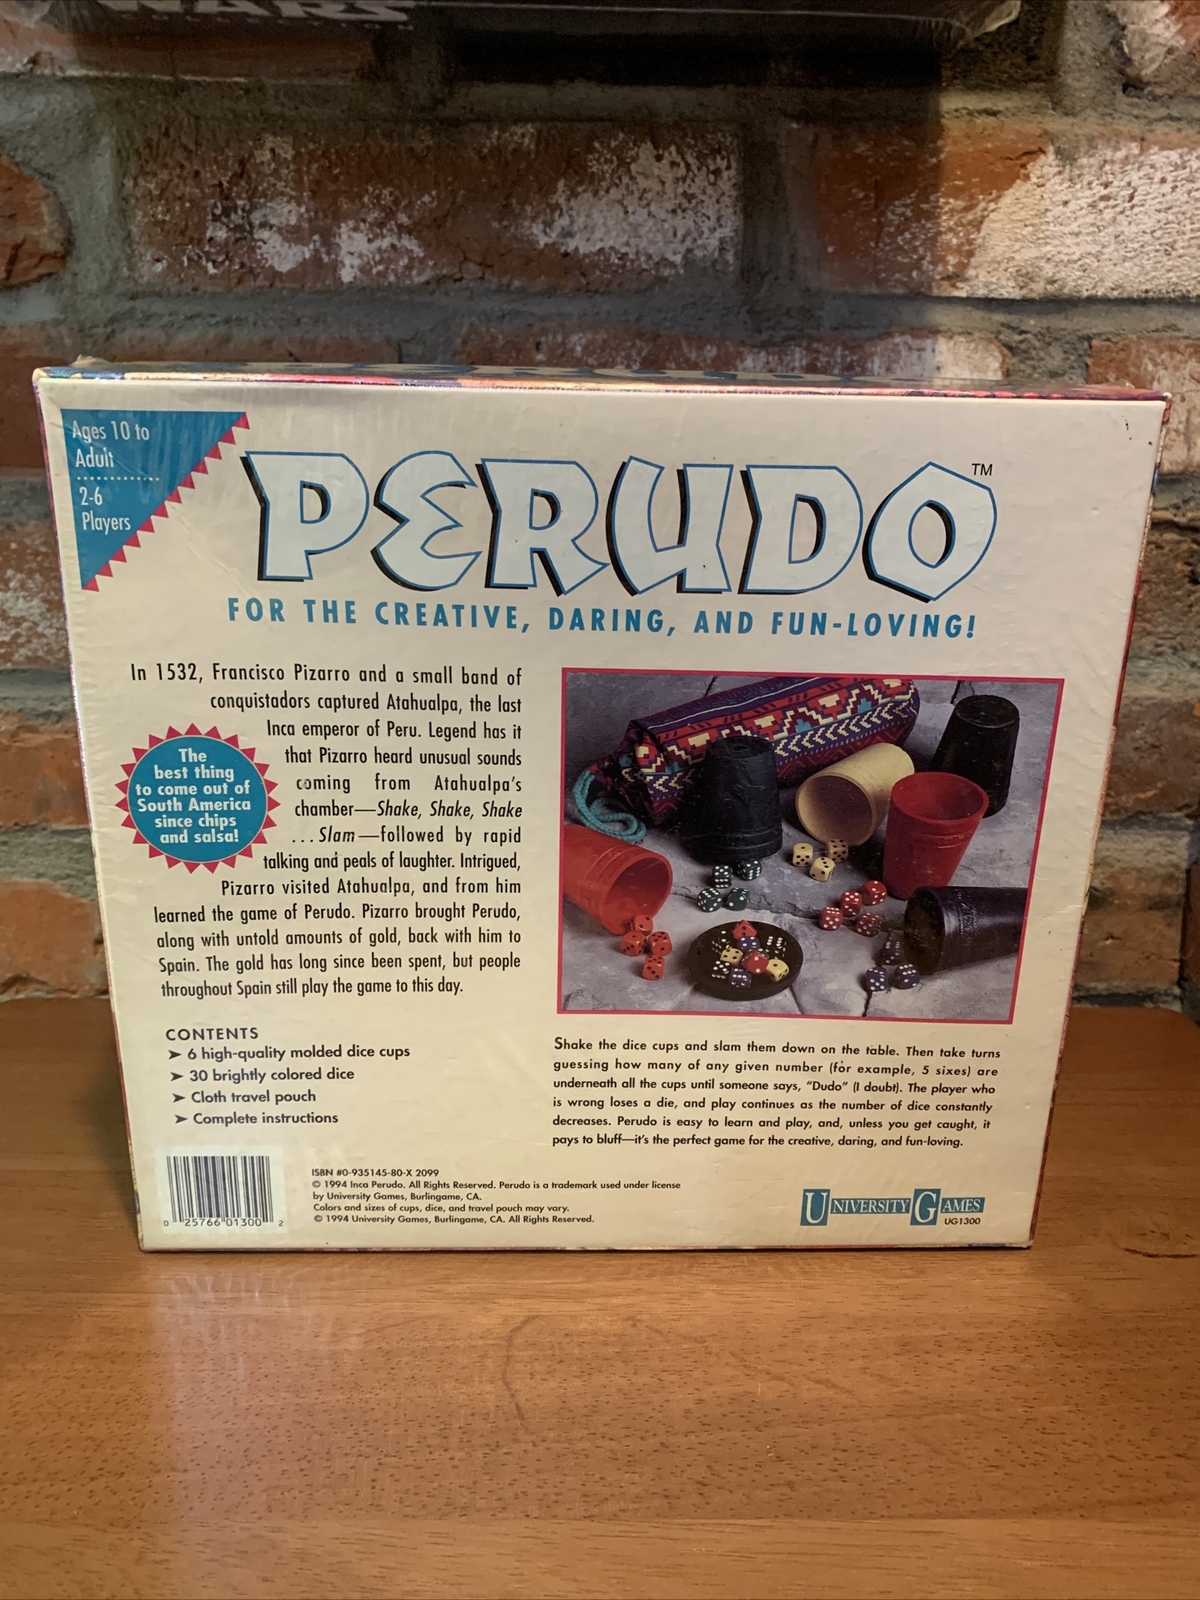 WARS
Ages 10 to
Adult
2-6
Players
PERUDO™
FOR THE CREATIVE, DARING, AND FUN-LOVING!
In 1532, Francisco Pizarro and a small band of
conquistadors captured Atahualpa, the last
Inca emperor of Peru. Legend has it
that Pizarro heard unusual sounds
coming from Atahualpa's
chamber—Shake, Shake, Shake
. . . Slam—followed by rapid
talking and peals of laughter. Intrigued,
Pizarro visited Atahualpa, and from him
learned the game of Perudo. Pizarro brought Perudo,
along with untold amounts of gold, back with him to
Spain. The gold has long since been spent, but people
throughout Spain still play the game to this day.
The
best thing
to come out of
South America
since chips
and salsa!
CONTENTS
➤ 6 high-quality molded dice cups
➤ 30 brightly colored dice
➤ Cloth travel pouch
➤ Complete instructions
Shake the dice cups and slam them down on the table. Then take turns
guessing how many of any given number (for example, 5 sixes) are
underneath all the cups until someone says, "Dudo" (I doubt). The player who
is wrong loses a die, and play continues as the number of dice constantly
decreases. Perudo is easy to learn and play, and, unless you get caught, it
pays to bluff—it's the perfect game for the creative, daring, and fun-loving.
0 25766 01300 2
ISBN #0-935145-80-X 2099
© 1994 Inca Perudo. All Rights Reserved. Perudo is a trademark used under license
by University Games, Burlingame, CA.
Colors and sizes of cups, dice, and travel pouch may vary.
© 1994 University Games, Burlingame, CA. All Rights Reserved.
UNIVERSITY GAMES
UG1300